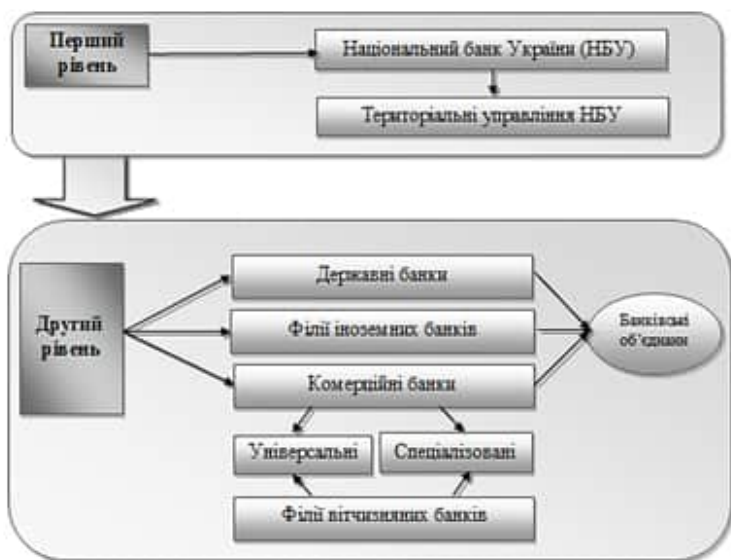 Перший
рівень
Національний банк України (НБУ)
Територіальні управління НБУ
Другий
рівень
Державні банки
Філії іноземних банків
Комерційні банки
Універсальні
Спеціалізовані
Філії вітчизняних банків
Банківські
об’єднани